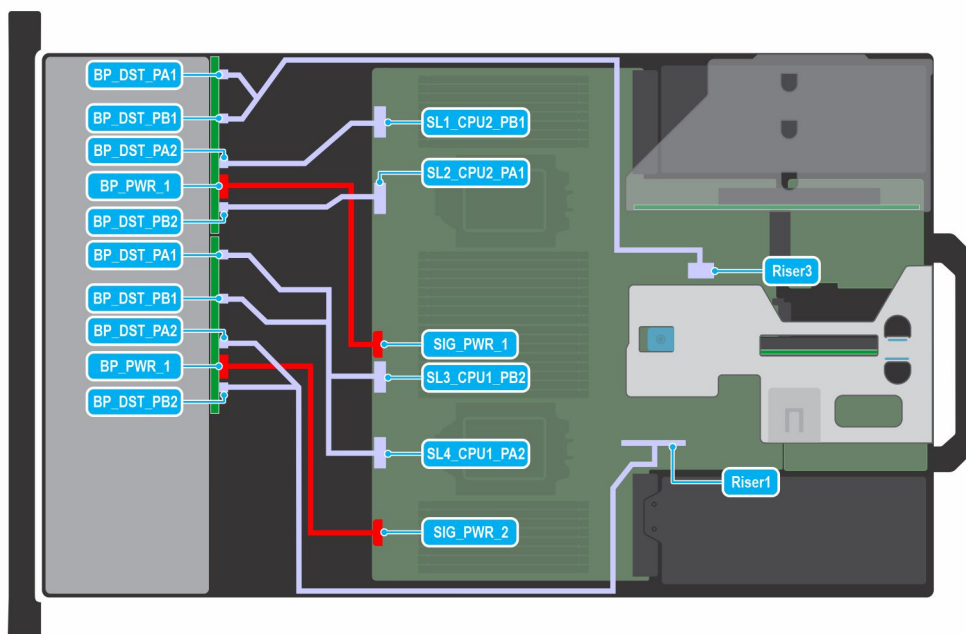 BP_DST_PA1
BP_DST_PB1
BP_DST_PA2
BP_PWR_1
BP_DST_PB2
BP_DST_PA1
BP_DST_PB1
BP_DST_PA2
BP_PWR_1
BP_DST_PB2
SL1_CPU2_PB1
SL2_CPU2_PA1
SIG_PWR_1
SL3_CPU1_PB2
SL4_CPU1_PA2
SIG_PWR_2
Riser3
Riser1